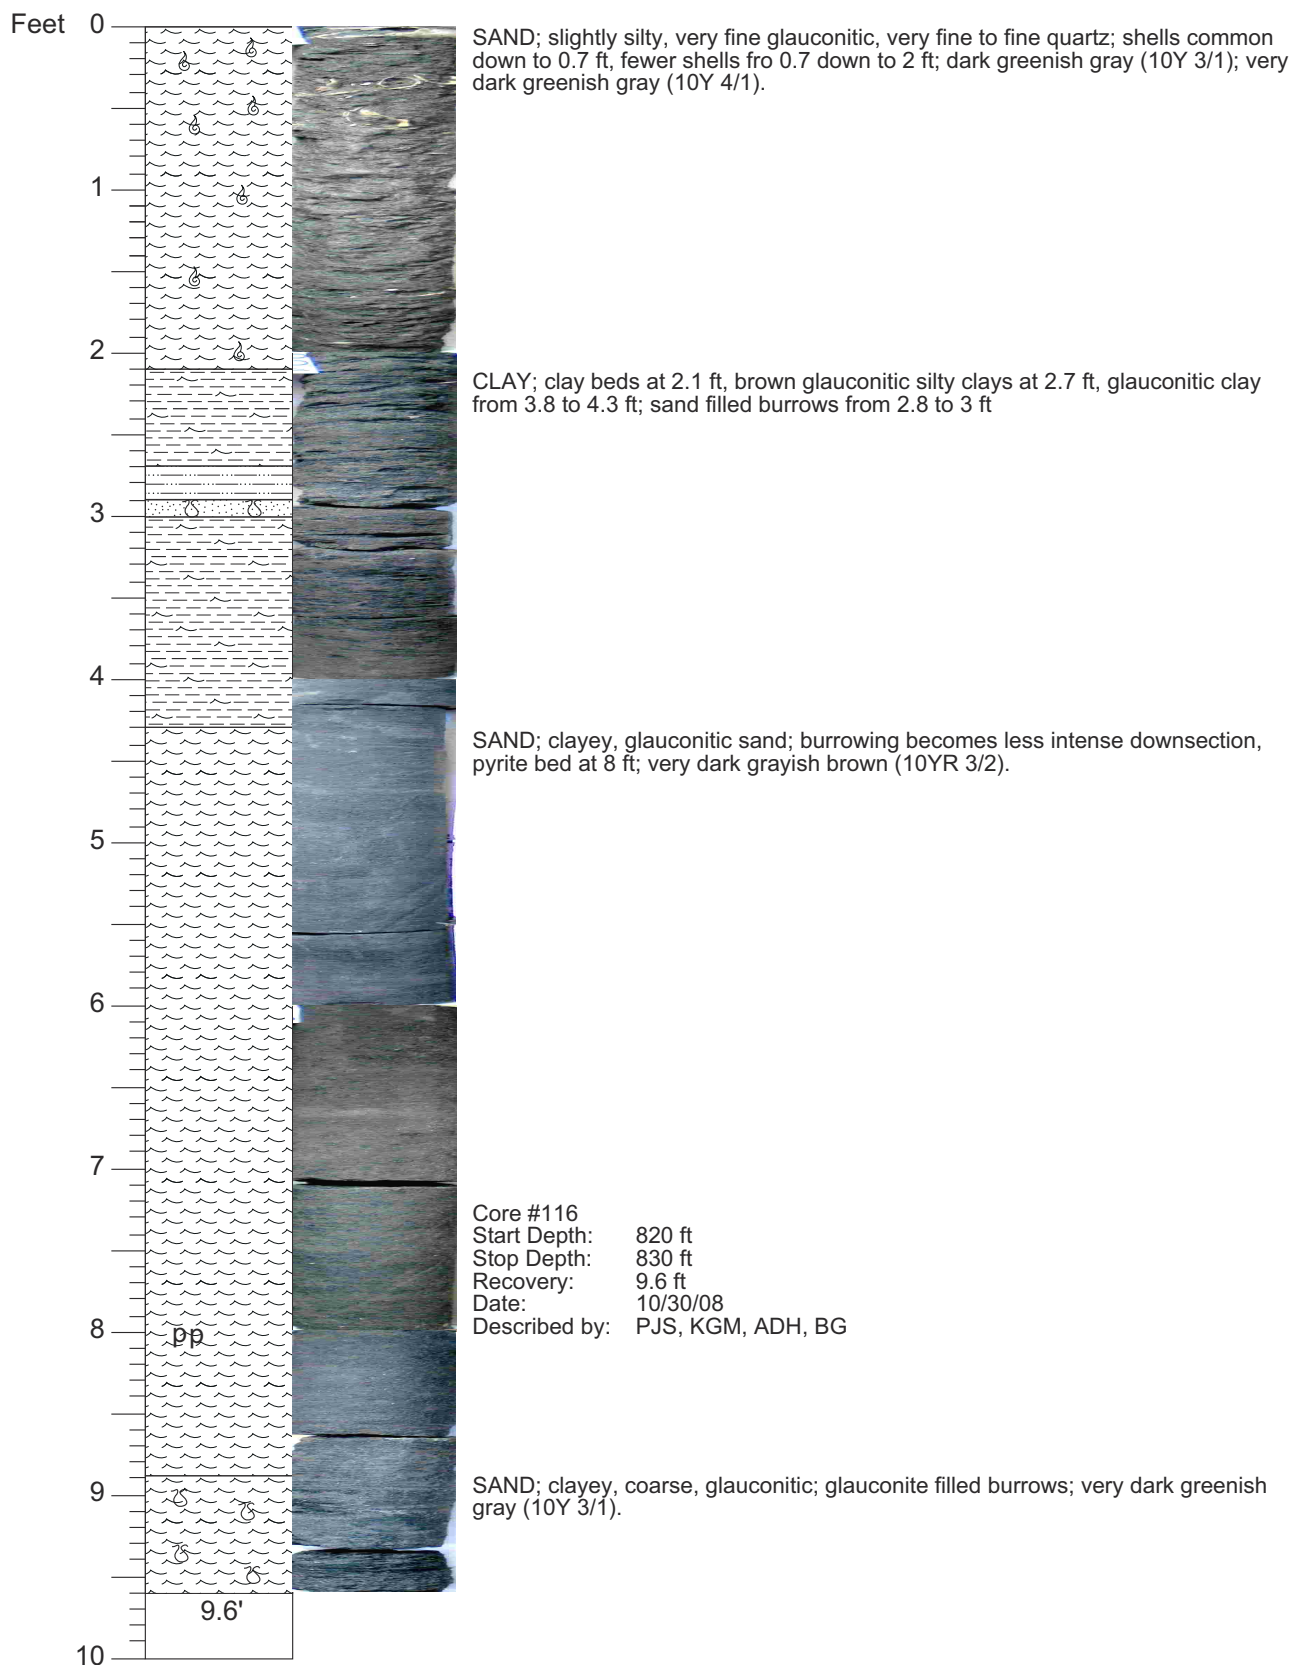 Feet 0
SAND; slightly silty, very fine glauconitic, very fine to fine quartz; shells common
down to 0.7 ft, fewer shells fro 0.7 down to 2 ft; dark greenish gray (10Y 3/1); very
dark greenish gray (10Y 4/1).
1
2
CLAY; clay beds at 2.1 ft, brown glauconitic silty clays at 2.7 ft, glauconitic clay
from 3.8 to 4.3 ft; sand filled burrows from 2.8 to 3 ft
3
4
SAND; clayey, glauconitic sand; burrowing becomes less intense downsection,
pyrite bed at 8 ft; very dark grayish brown (10YR 3/2).
5
6
7
Core #116
Start Depth: 820 ft
Stop Depth: 830 ft
Recovery: 9.6 ft
Date: 10/30/08
Described by: PJS, KGM, ADH, BG
8
pp
9
SAND; clayey, coarse, glauconitic; glauconite filled burrows; very dark greenish
gray (10Y 3/1).
9.6'
10